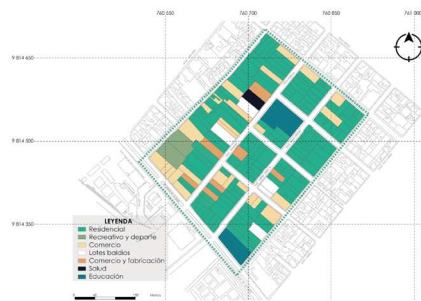 760 550 760 700 760 850 761 000
9 814 650
9 814 500
9 814 350
LEYENDA
Residencial
Recreativo y deporte
Comercio
Lotes baldíos
Comercio y fabricación
Salud
Educación